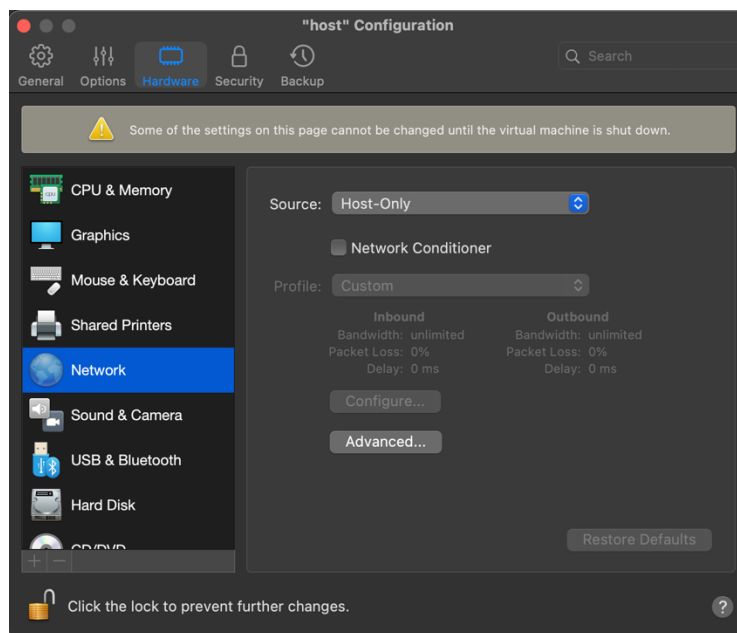 "host" Configuration
General Options Hardware Security Backup
Search
Some of the settings on this page cannot be changed until the virtual machine is shut down.
CPU & Memory
Graphics
Mouse & Keyboard
Shared Printers
Network
Sound & Camera
USB & Bluetooth
Hard Disk
CD/DVD
Source: Host-Only
Network Conditioner
Profile: Custom
Inbound Outbound
Bandwidth: unlimited Bandwidth: unlimited
Packet Loss: 0% Packet Loss: 0%
Delay: 0 ms Delay: 0 ms
Configure...
Advanced...
Restore Defaults
Click the lock to prevent further changes.
?